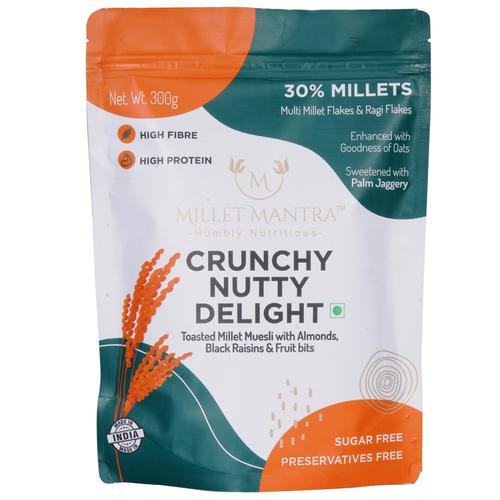 Net. Wt. 300g
30% MILLETS
Multi Millet Flakes & Ragi Flakes
HIGH FIBRE
HIGH PROTEIN
Enhanced with
Goodness of Oats
Sweetened with
Palm Jaggery
M
MILLET MANTRA™
-Humbly Nutritious-
CRUNCHY
NUTTY
DELIGHT
Toasted Millet Muesli with Almonds,
Black Raisins & Fruit bits
MADE IN
INDIA
SUGAR FREE
PRESERVATIVES FREE